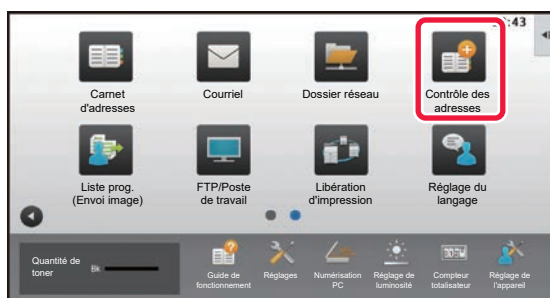 :43
Carnet
d'adresses
Courriel
Dossier réseau
Contrôle des
adresses
Liste prog.
(Envoi image)
FTP/Poste
de travail
Libération
d'impression
Réglage du
langage
Quantité de
toner
Bk
Guide de
fonctionnement
Réglages
Numérisation
PC
Réglage de
luminosité
Compteur
totalisateur
Réglage de
l'appareil